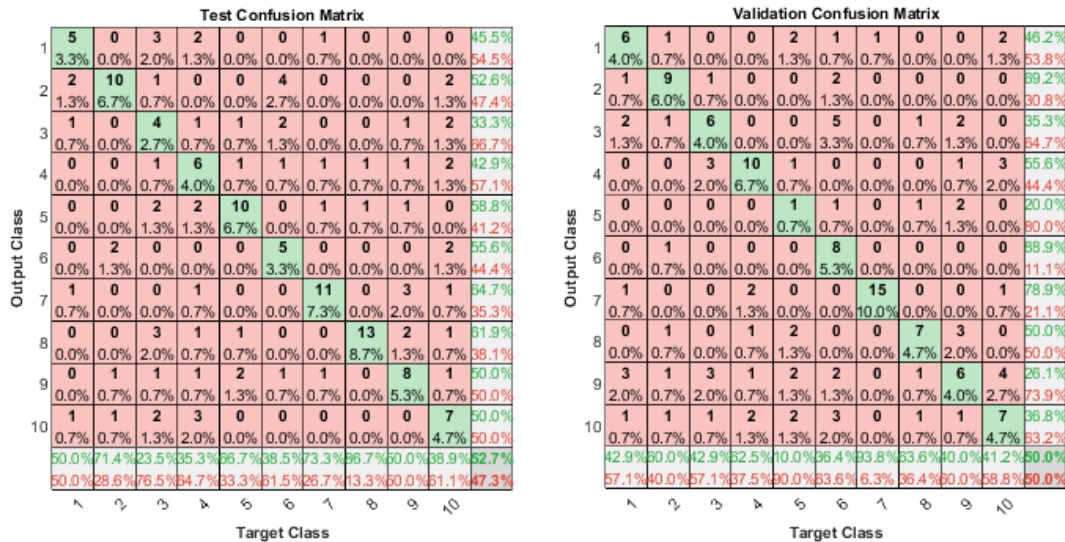 Test Confusion Matrix
5 0 3 2 0 0 1 0 0 0 45.5%
1
3.3% 0.0% 2.0% 1.3% 0.0% 0.0% 0.7% 0.0% 0.0% 0.0% 54.5%
2 10 1 0 0 4 0 0 0 2 52.6%
2
1.3% 6.7% 0.7% 0.0% 0.0% 2.7% 0.0% 0.0% 0.0% 1.3% 47.4%
1 0 4 1 1 2 0 0 1 2 33.3%
3
0.7% 0.0% 2.7% 0.7% 0.7% 1.3% 0.0% 0.0% 0.7% 1.3% 66.7%
0 0 1 6 1 1 1 1 1 2 42.9%
4
0.0% 0.0% 0.7% 4.0% 0.7% 0.7% 0.7% 0.7% 0.7% 1.3% 57.1%
0 0 2 2 10 0 1 1 1 0 58.8%
5
0.0% 0.0% 1.3% 1.3% 6.7% 0.0% 0.7% 0.7% 0.7% 0.0% 41.2%
0 2 0 0 0 5 0 0 0 2 55.6%
6
0.0% 1.3% 0.0% 0.0% 0.0% 3.3% 0.0% 0.0% 0.0% 1.3% 44.4%
1 0 0 1 0 0 11 0 3 1 64.7%
7
0.7% 0.0% 0.0% 0.7% 0.0% 0.0% 7.3% 0.0% 2.0% 0.7% 35.3%
0 0 3 1 1 0 0 13 2 1 61.9%
8
0.0% 0.0% 2.0% 0.7% 0.7% 0.0% 0.0% 8.7% 1.3% 0.7% 38.1%
0 1 1 1 2 1 1 0 8 1 50.0%
9
0.0% 0.7% 0.7% 0.7% 1.3% 0.7% 0.7% 0.0% 5.3% 0.7% 50.0%
1 1 2 3 0 0 0 0 0 7 50.0%
10
0.7% 0.7% 1.3% 2.0% 0.0% 0.0% 0.0% 0.0% 0.0% 4.7% 50.0%
50.0% 71.4% 23.5% 35.3% 66.7% 38.5% 73.3% 86.7% 50.0% 38.9% 52.7%
50.0% 28.6% 76.5% 64.7% 33.3% 61.5% 26.7% 13.3% 50.0% 61.1% 47.3%
1 2 3 4 5 6 7 8 9 10
Target Class
Output Class
Validation Confusion Matrix
6 1 0 0 2 1 1 0 0 2 46.2%
1
4.0% 0.7% 0.0% 0.0% 1.3% 0.7% 0.7% 0.0% 0.0% 1.3% 53.8%
1 9 1 0 0 2 0 0 0 0 69.2%
2
0.7% 6.0% 0.7% 0.0% 0.0% 1.3% 0.0% 0.0% 0.0% 0.0% 30.8%
2 1 6 0 0 5 0 1 2 0 35.3%
3
1.3% 0.7% 4.0% 0.0% 0.0% 3.3% 0.0% 0.7% 1.3% 0.0% 64.7%
0 0 3 10 1 0 0 0 1 3 55.6%
4
0.0% 0.0% 2.0% 6.7% 0.7% 0.0% 0.0% 0.0% 0.7% 2.0% 44.4%
0 0 0 0 1 1 0 1 2 0 20.0%
5
0.0% 0.0% 0.0% 0.0% 0.7% 0.7% 0.0% 0.7% 1.3% 0.0% 80.0%
0 1 0 0 0 8 0 0 0 0 88.9%
6
0.0% 0.7% 0.0% 0.0% 0.0% 5.3% 0.0% 0.0% 0.0% 0.0% 11.1%
1 0 0 2 0 0 15 0 0 1 78.9%
7
0.7% 0.0% 0.0% 1.3% 0.0% 0.0% 10.0% 0.0% 0.0% 0.7% 21.1%
0 1 0 1 2 0 0 7 3 0 50.0%
8
0.0% 0.7% 0.0% 0.7% 1.3% 0.0% 0.0% 4.7% 2.0% 0.0% 50.0%
3 1 3 1 2 2 0 1 6 4 26.1%
9
2.0% 0.7% 2.0% 0.7% 1.3% 1.3% 0.0% 0.7% 4.0% 2.7% 73.9%
1 1 1 2 2 3 0 1 1 7 36.8%
10
0.7% 0.7% 0.7% 1.3% 1.3% 2.0% 0.0% 0.7% 0.7% 4.7% 63.2%
42.9% 60.0% 42.9% 62.5% 10.0% 36.4% 93.8% 63.6% 40.0% 41.2% 50.0%
57.1% 40.0% 57.1% 37.5% 90.0% 63.6% 6.3% 36.4% 60.0% 58.8% 50.0%
1 2 3 4 5 6 7 8 9 10
Target Class
Output Class